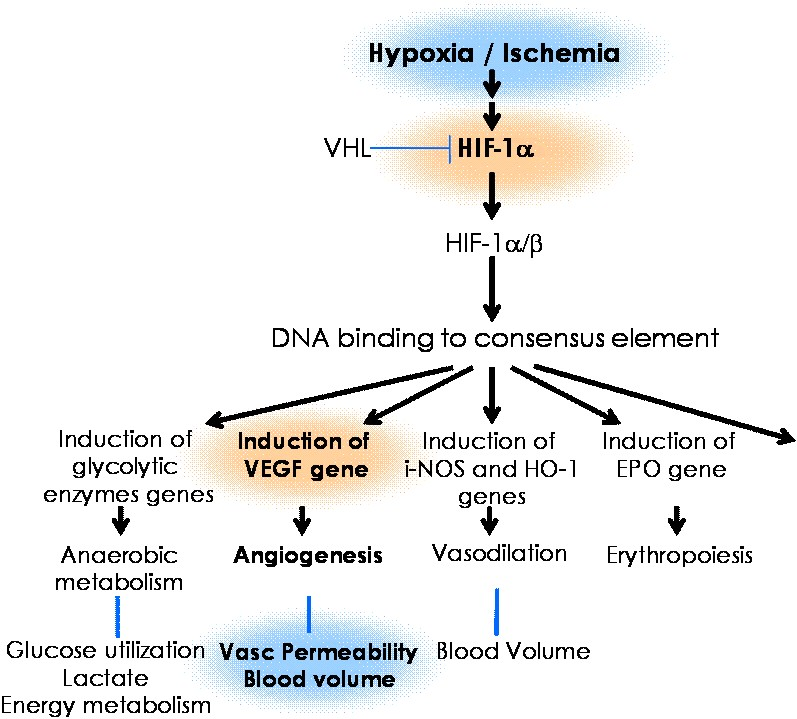 Hypoxia / Ischemia
VHL
HIF-1α
HIF-1α/β
DNA binding to consensus element
Induction of
glycolytic
enzymes genes
Induction of
VEGF gene
Induction of
i-NOS and HO-1
genes
Induction of
EPO gene
Anaerobic
metabolism
Angiogenesis
Vasodilation
Erythropoiesis
Glucose utilization
Lactate
Energy metabolism
Vasc Permeability
Blood volume
Blood Volume